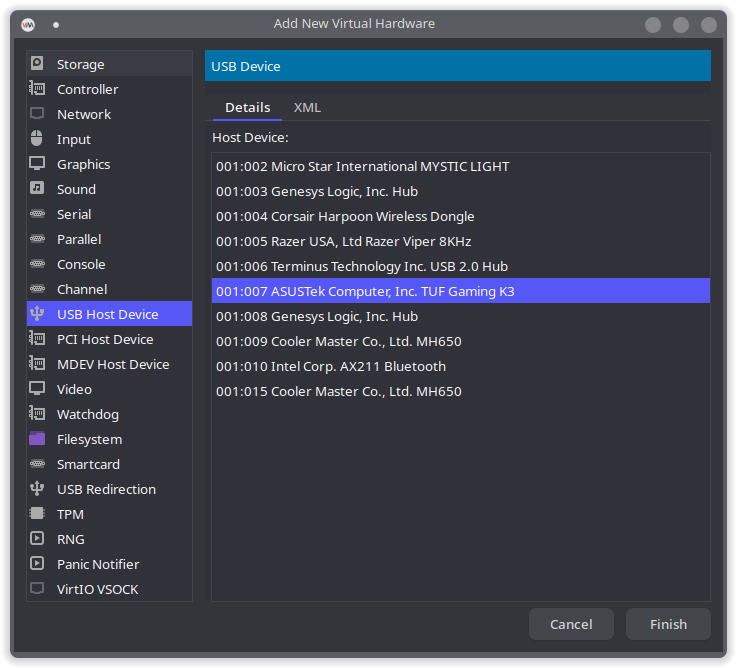 Add New Virtual Hardware
Storage
Controller
Network
Input
Graphics
Sound
Serial
Parallel
Console
Channel
USB Host Device
PCI Host Device
MDEV Host Device
Video
Watchdog
Filesystem
Smartcard
USB Redirection
TPM
RNG
Panic Notifier
VirtIO VSOCK
USB Device
Details
XML
Host Device:
001:002 Micro Star International MYSTIC LIGHT
001:003 Genesys Logic, Inc. Hub
001:004 Corsair Harpoon Wireless Dongle
001:005 Razer USA, Ltd Razer Viper 8KHz
001:006 Terminus Technology Inc. USB 2.0 Hub
001:007 ASUSTek Computer, Inc. TUF Gaming K3
001:008 Genesys Logic, Inc. Hub
001:009 Cooler Master Co., Ltd. MH650
001:010 Intel Corp. AX211 Bluetooth
001:015 Cooler Master Co., Ltd. MH650
Cancel
Finish